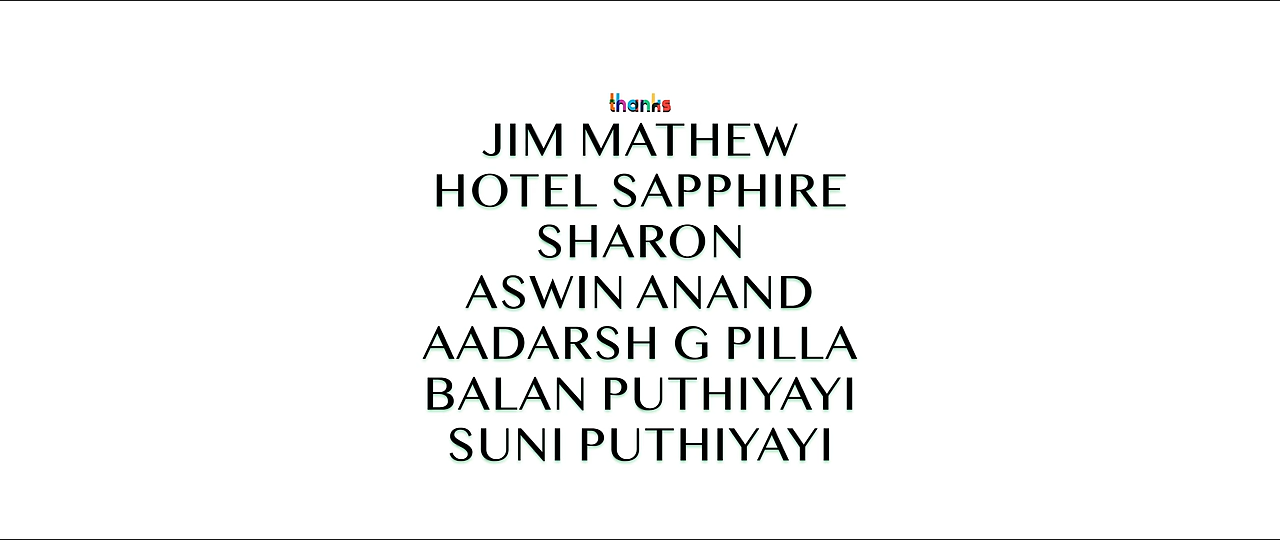 thanks
JIM MATHEW
HOTEL SAPPHIRE
SHARON
ASWIN ANAND
AADARSH G PILLA
BALAN PUTHIYAYI
SUNI PUTHIYAYI